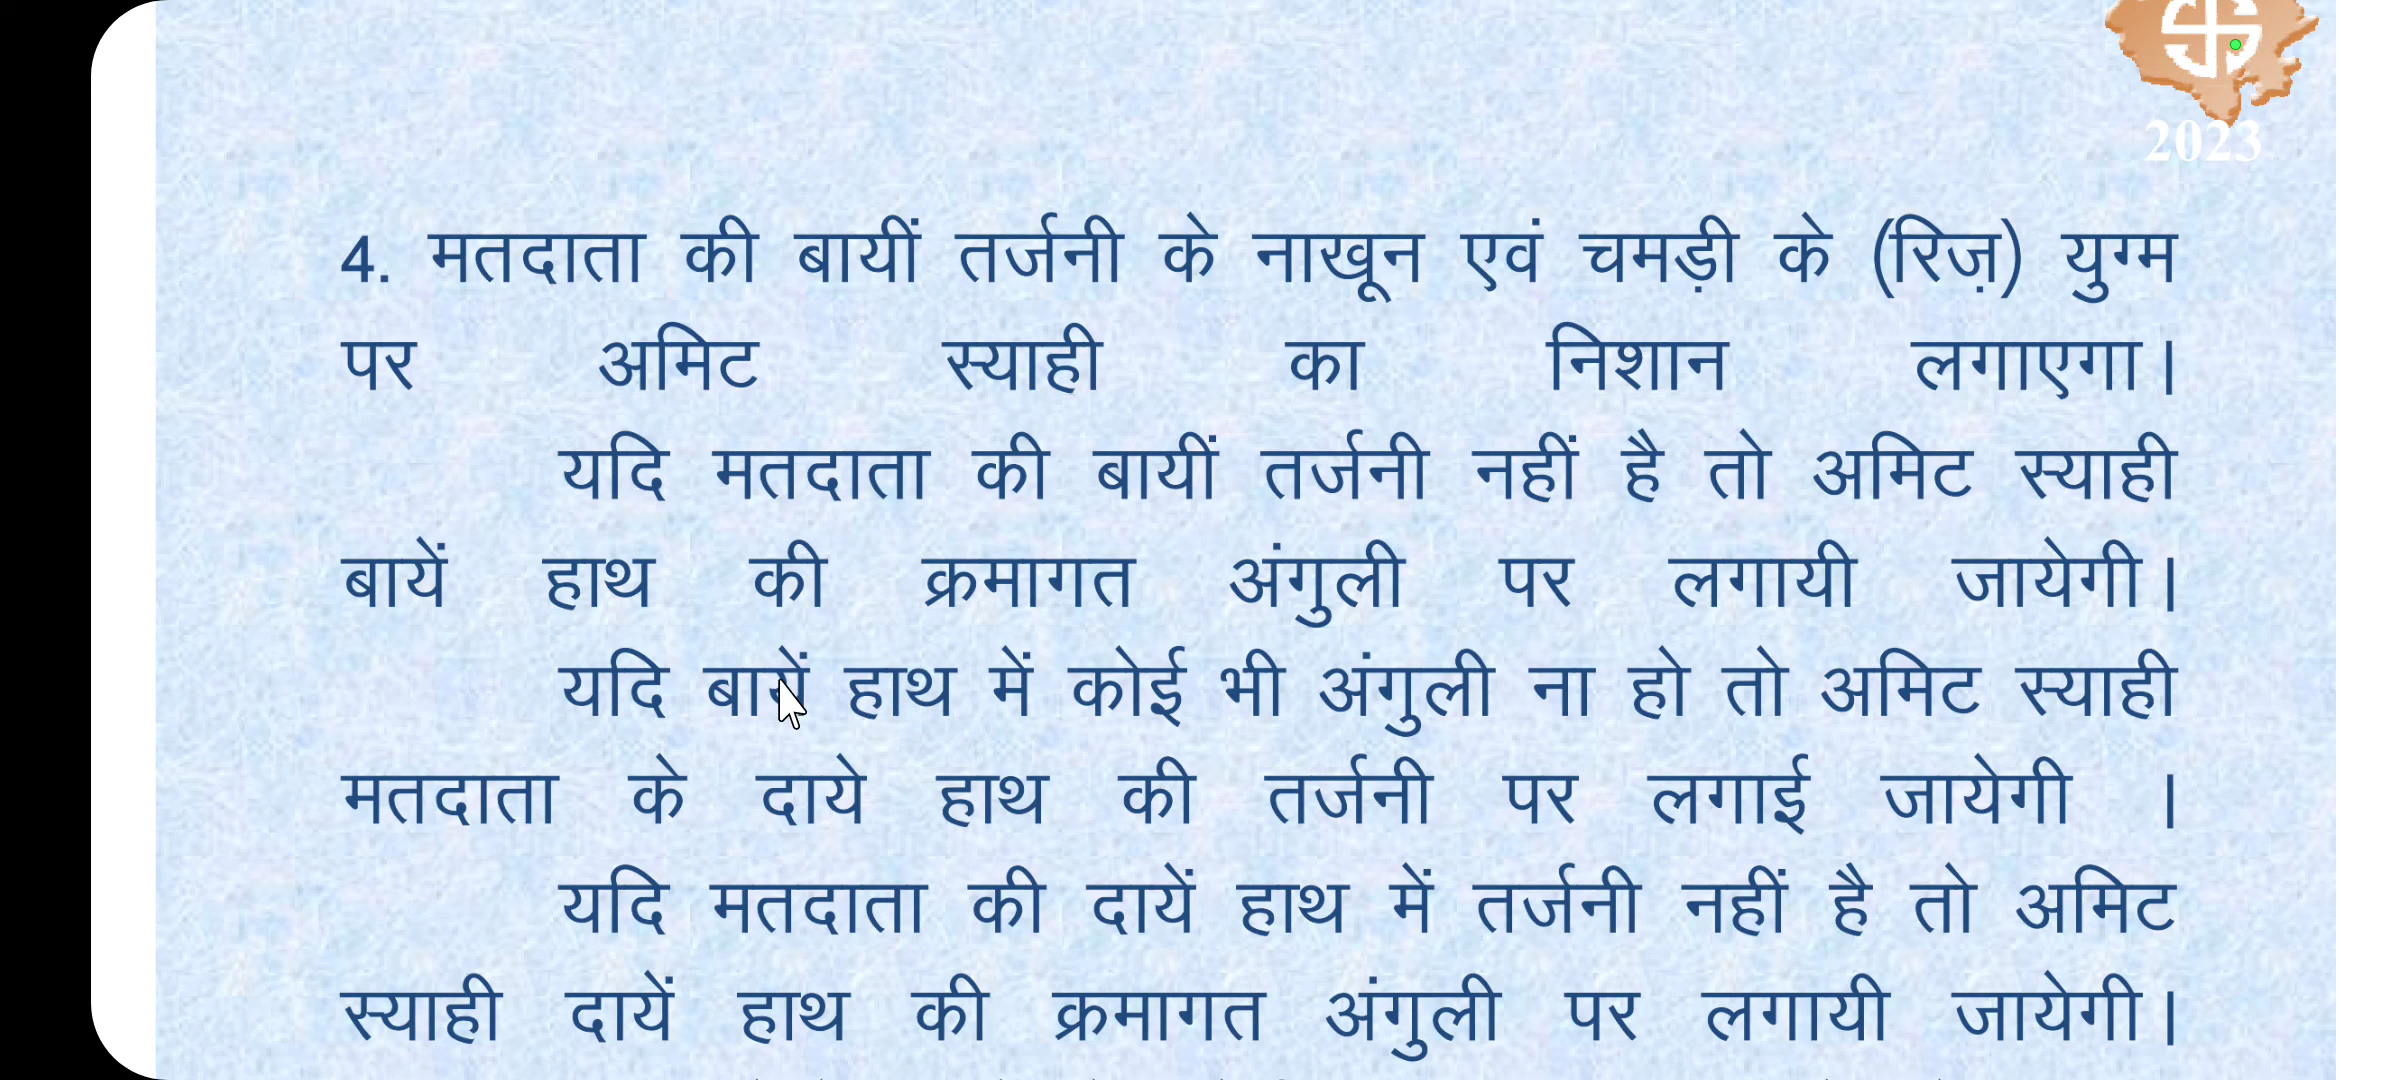 2023
4. मतदाता की बायीं तर्जनी के नाखून एवं चमड़ी के (रिज़) युग्म
पर अमिट स्याही का निशान लगाएगा।
यदि मतदाता की बायीं तर्जनी नहीं है तो अमिट स्याही
बायें हाथ की क्रमागत अंगुली पर लगायी जायेगी।
यदि बायें हाथ में कोई भी अंगुली ना हो तो अमिट स्याही
मतदाता के दाये हाथ की तर्जनी पर लगाई जायेगी ।
यदि मतदाता की दायें हाथ में तर्जनी नहीं है तो अमिट
स्याही दायें हाथ की क्रमागत अंगुली पर लगायी जायेगी।